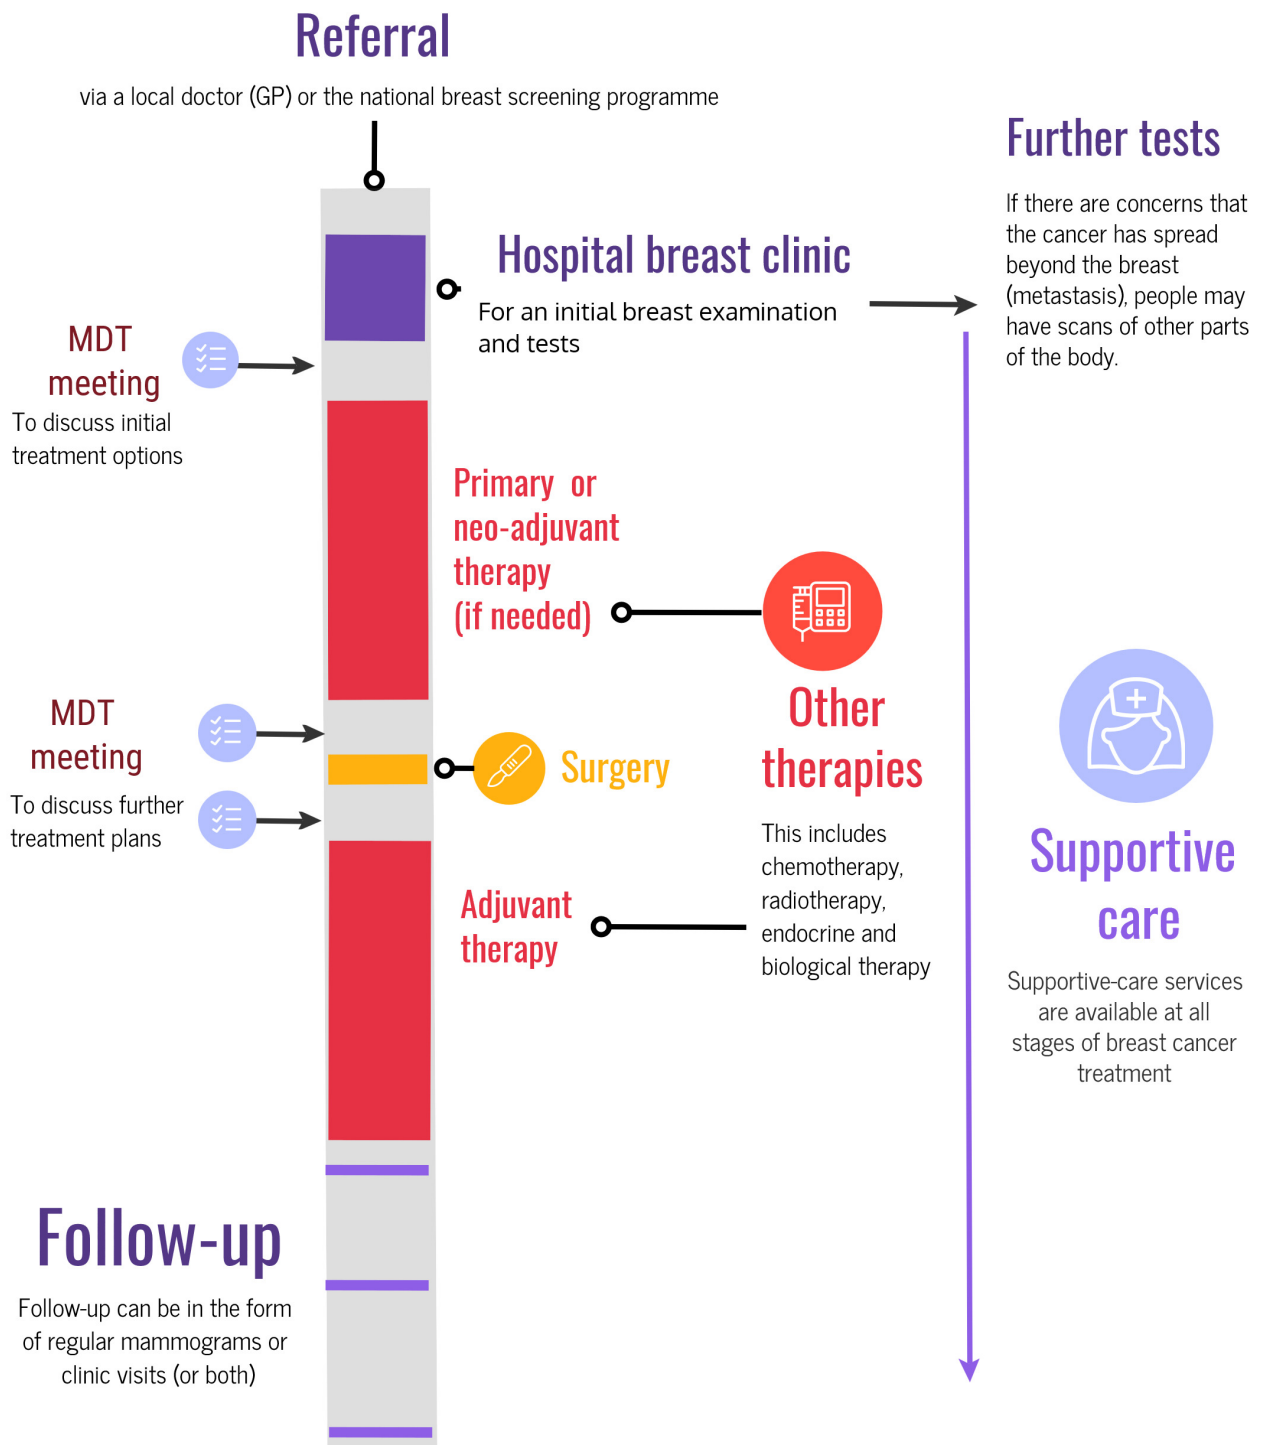 Referral
via a local doctor (GP) or the national breast screening programme
Further tests
If there are concerns that
the cancer has spread
beyond the breast
(metastasis), people may
have scans of other parts
of the body.
Hospital breast clinic
For an initial breast examination
and tests
MDT
meeting
To discuss initial
treatment options
Primary or
neo-adjuvant
therapy
(if needed)
Other
therapies
This includes
chemotherapy,
radiotherapy,
endocrine and
biological therapy
MDT
meeting
To discuss further
treatment plans
Surgery
Adjuvant
therapy
Supportive
care
Supportive-care services
are available at all
stages of breast cancer
treatment
Follow-up
Follow-up can be in the form
of regular mammograms or
clinic visits (or both)